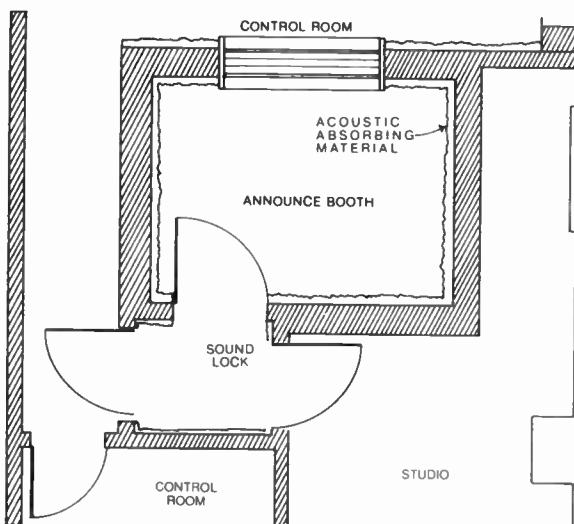 CONTROL ROOM
ACOUSTIC
ABSORBING
MATERIAL
ANNOUNCE BOOTH
SOUND
LOCK
STUDIO
CONTROL
ROOM